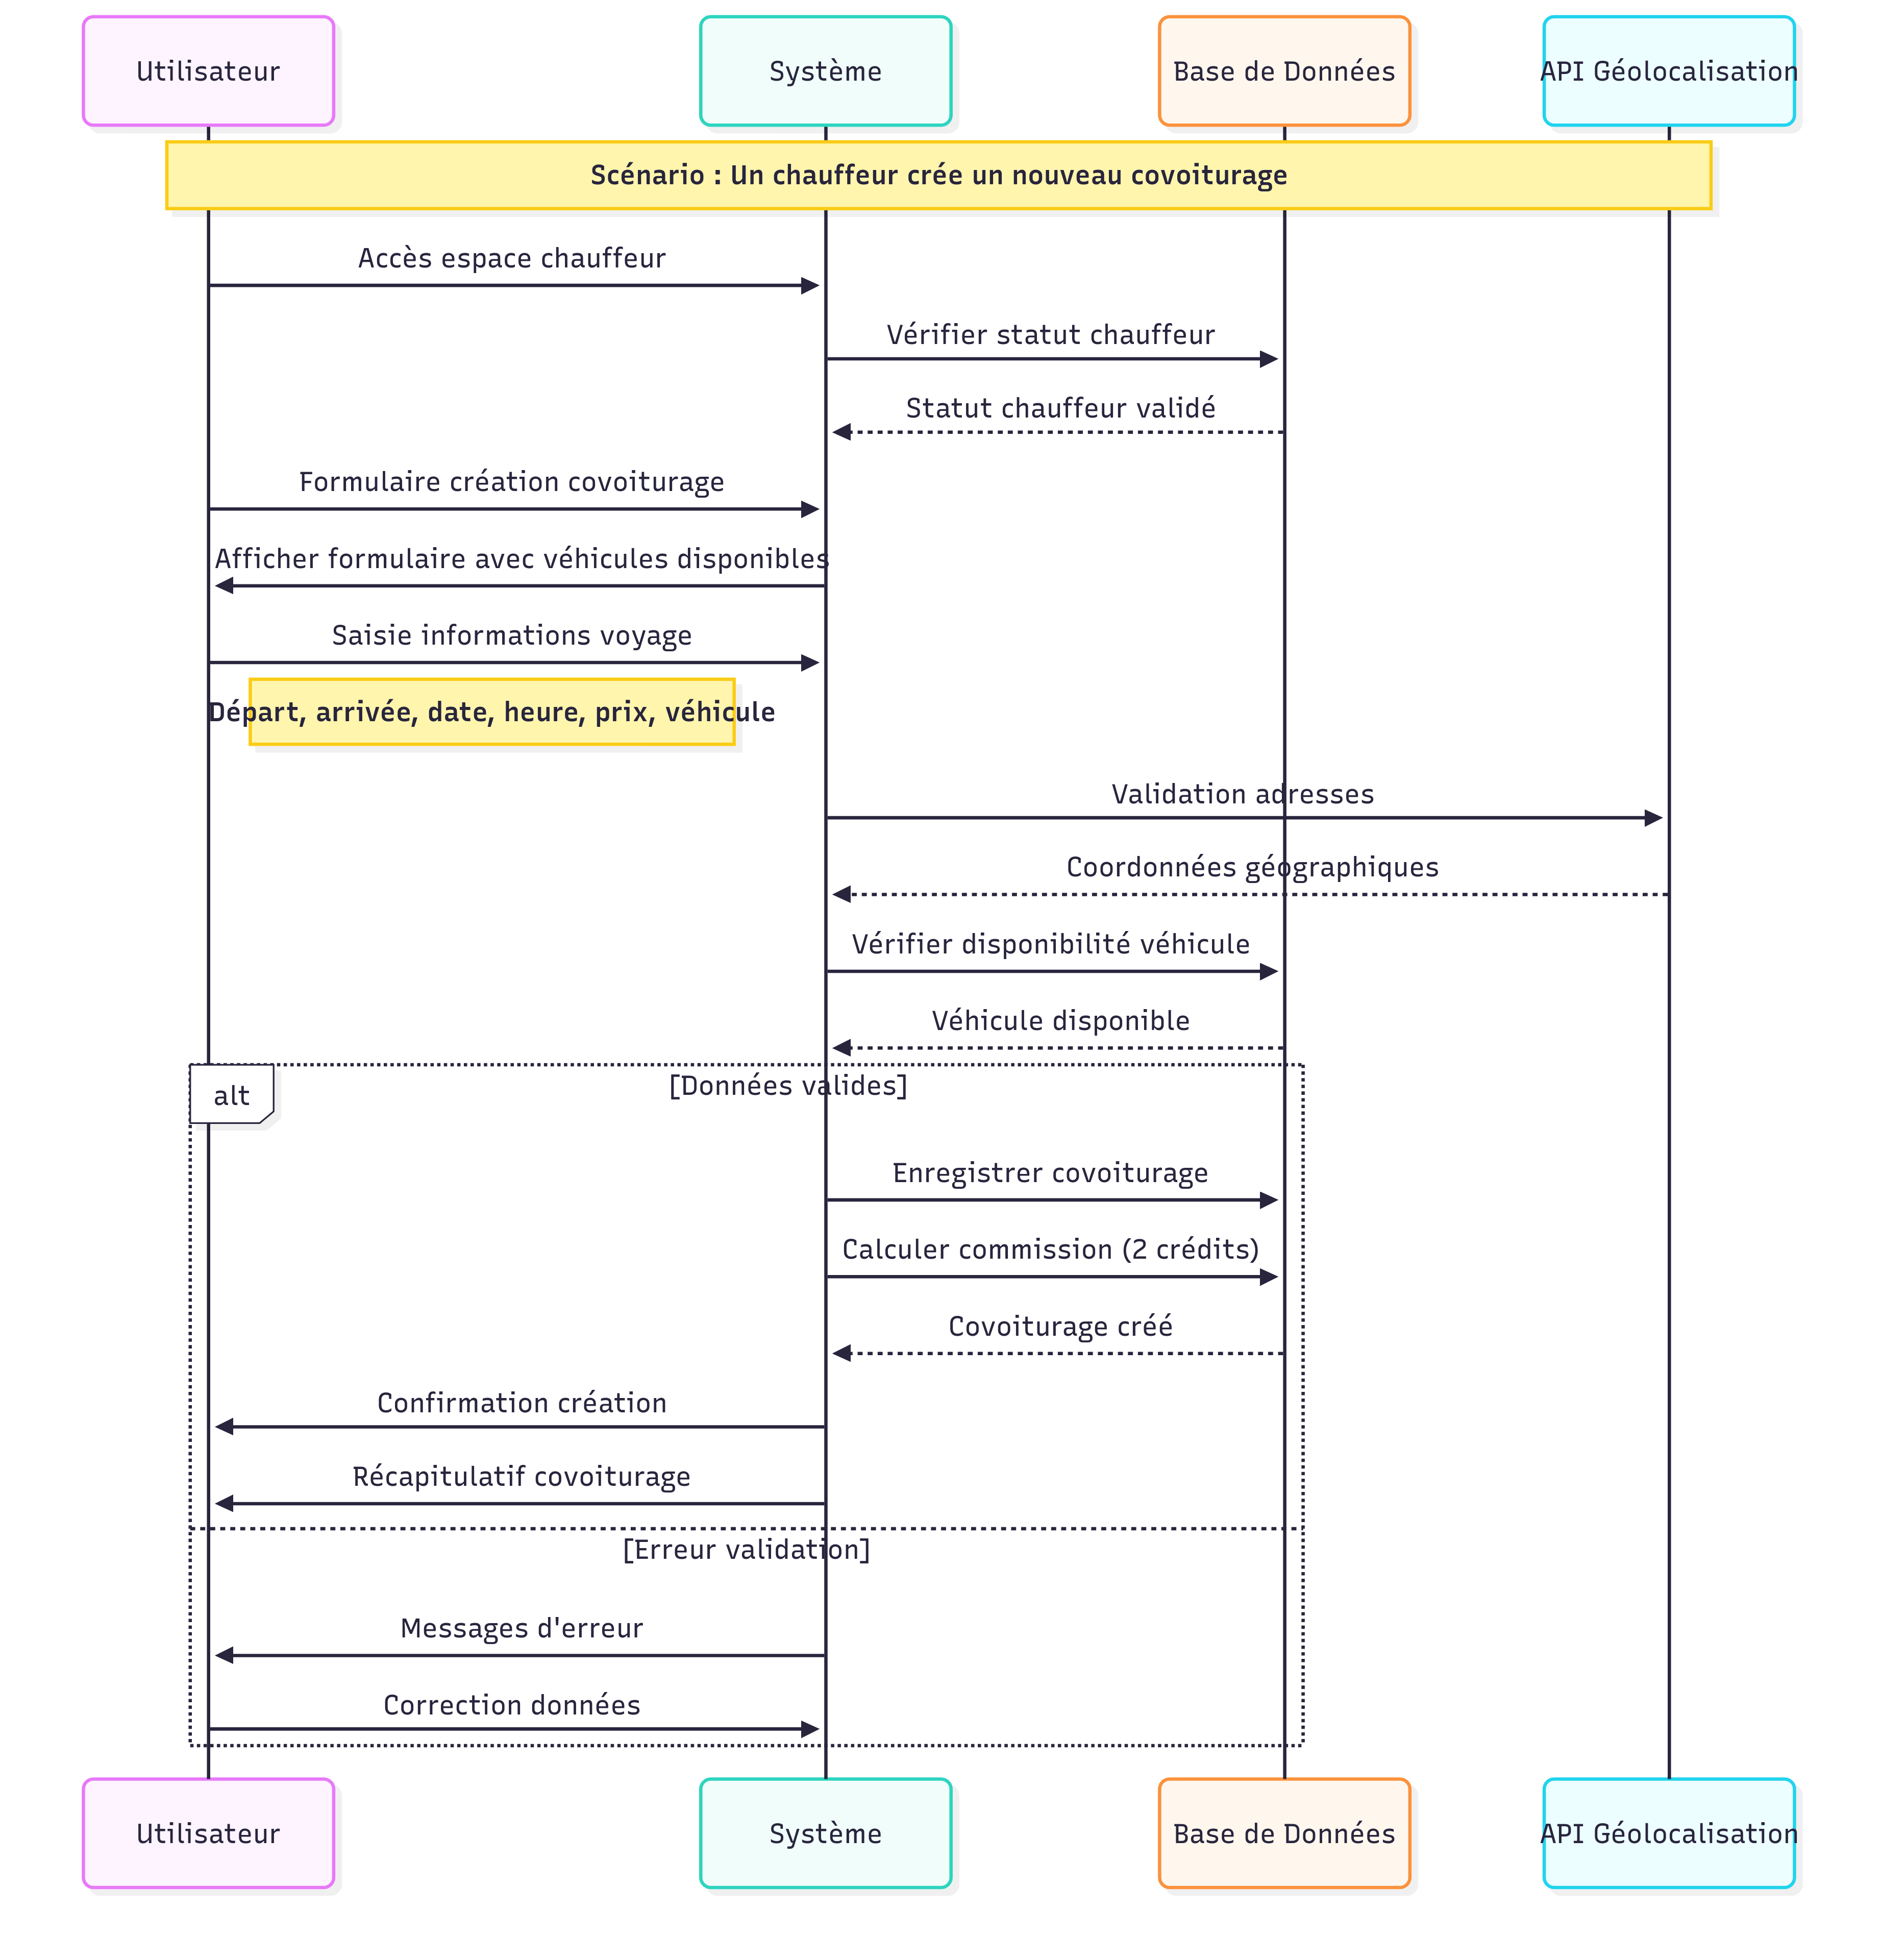 Utilisateur
Système
Base de Données
API Géolocalisation
Scénario : Un chauffeur crée un nouveau covoiturage
Accès espace chauffeur
Vérifier statut chauffeur
Statut chauffeur validé
Formulaire création covoiturage
Afficher formulaire avec véhicules disponibles
Saisie informations voyage
Départ, arrivée, date, heure, prix, véhicule
Validation adresses
Coordonnées géographiques
Vérifier disponibilité véhicule
Véhicule disponible
alt
[Données valides]
Enregistrer covoiturage
Calculer commission (2 crédits)
Covoiturage créé
Confirmation création
Récapitulatif covoiturage
[Erreur validation]
Messages d'erreur
Correction données
Utilisateur
Système
Base de Données
API Géolocalisation